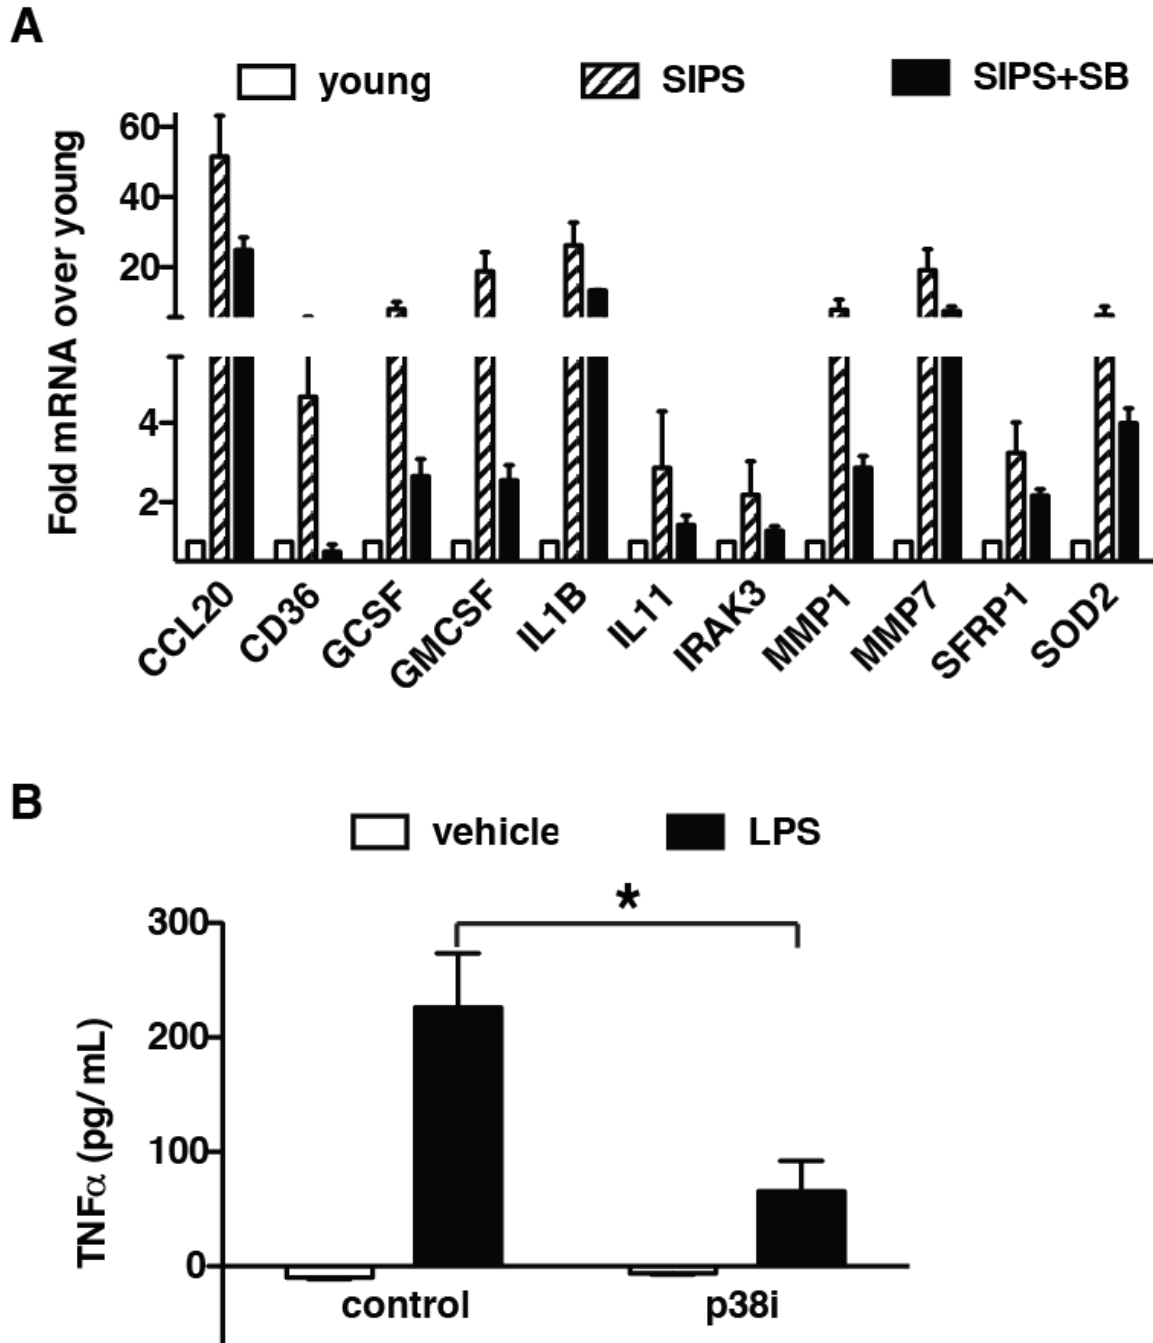 A
young SIPS SIPS+SB
Fold mRNA over young
60
40
20
4
2
CCL20 CD36 GCSF GMCSF IL1B IL11 IRAK3 MMP1 MMP7 SFRP1 SOD2
B
vehicle LPS
*
TNFα (pg/mL)
300
200
100
0
control p38i